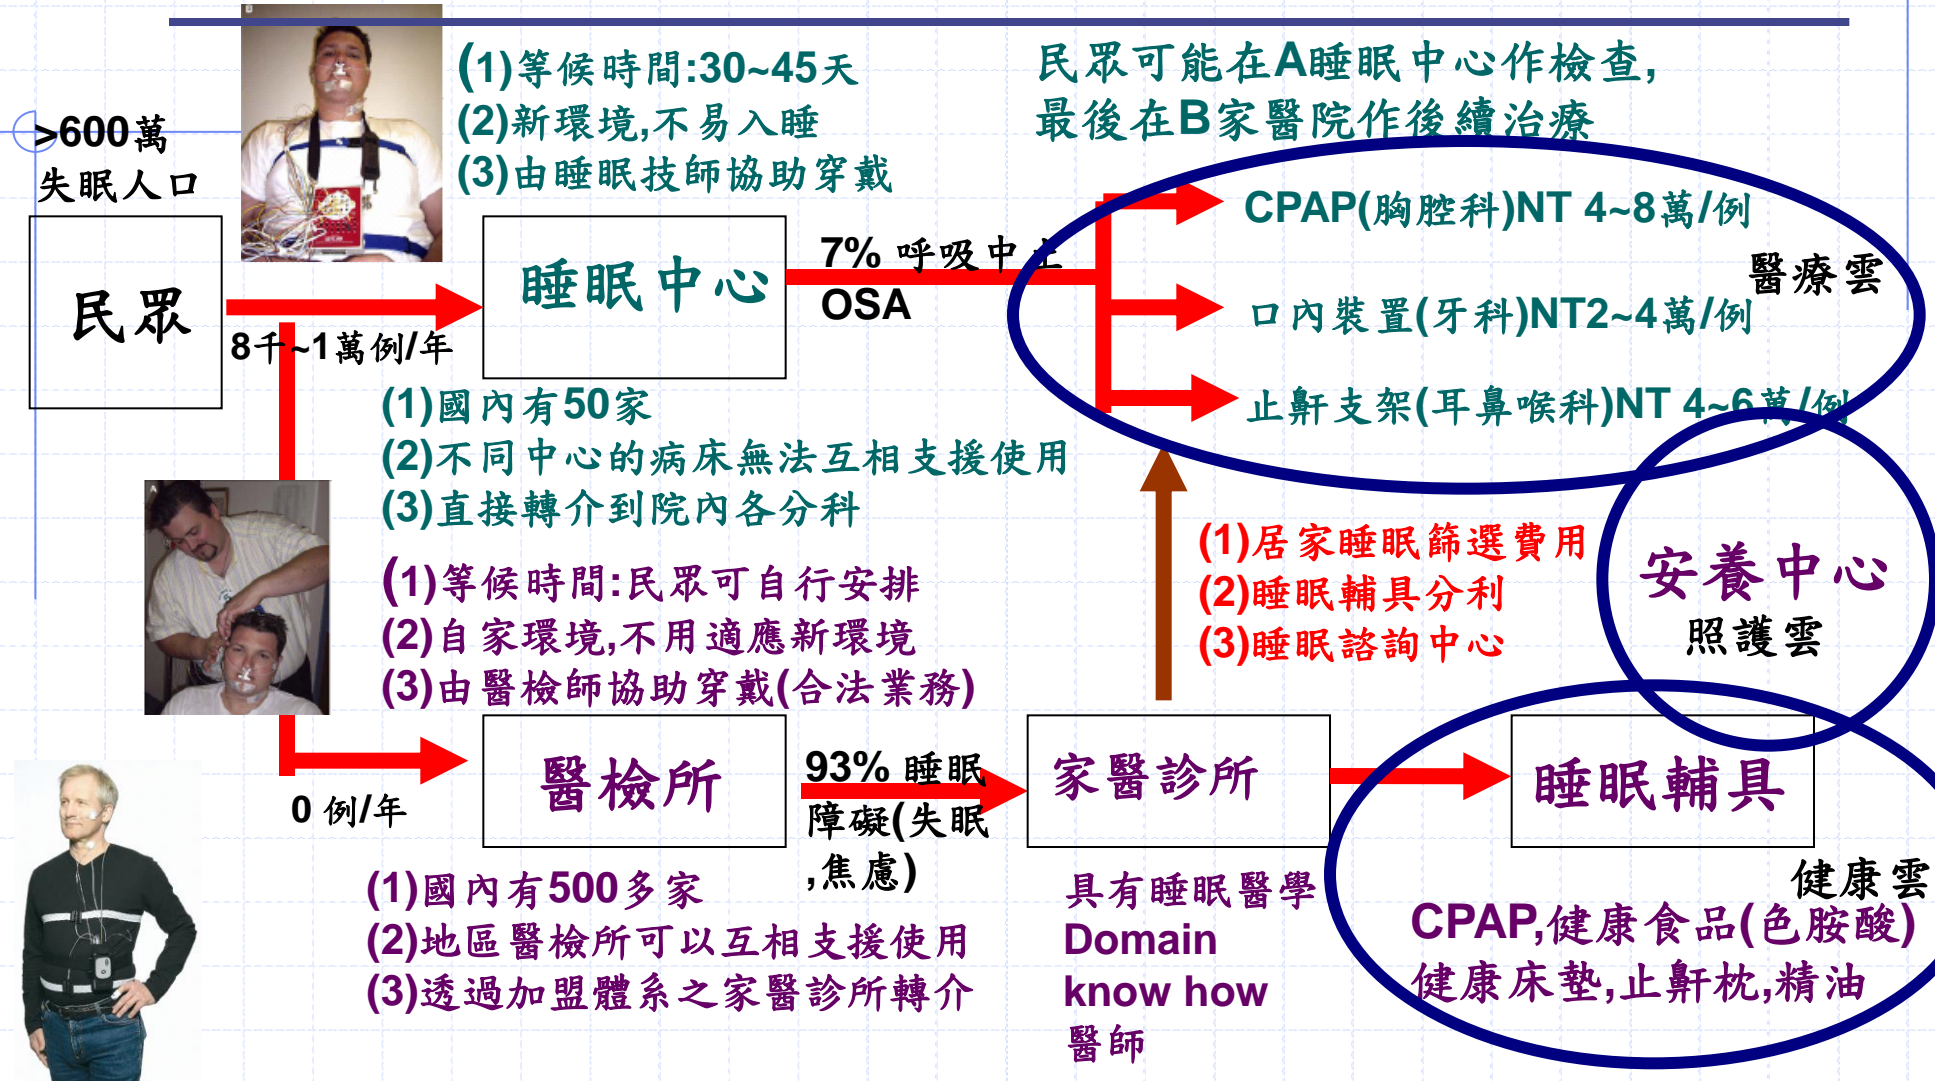 (1)等候時間:30~45天
(2)新環境,不易入睡
(3)由睡眠技師協助穿戴
民眾可能在A睡眠中心作檢查,
最後在B家醫院作後續治療
>600萬
失眠人口
民眾
8千~1萬例/年
睡眠中心
7% 呼吸中止
OSA
CPAP(胸腔科)NT 4~8萬/例
口內裝置(牙科)NT2~4萬/例
止鼾支架(耳鼻喉科)NT 4~6萬/例
醫療雲
(1)國內有50家
(2)不同中心的病床無法互相支援使用
(3)直接轉介到院內各分科
(1)等候時間:民眾可自行安排
(2)自家環境,不用適應新環境
(3)由醫檢師協助穿戴(合法業務)
(1)居家睡眠篩選費用
(2)睡眠輔具分利
(3)睡眠諮詢中心
安養中心
照護雲
0 例/年
醫檢所
93% 睡眠
障礙(失眠
,焦慮)
家醫診所
睡眠輔具
(1)國內有500多家
(2)地區醫檢所可以互相支援使用
(3)透過加盟體系之家醫診所轉介
具有睡眠醫學
Domain
know how
醫師
健康雲
CPAP,健康食品(色胺酸)
健康床墊,止鼾枕,精油